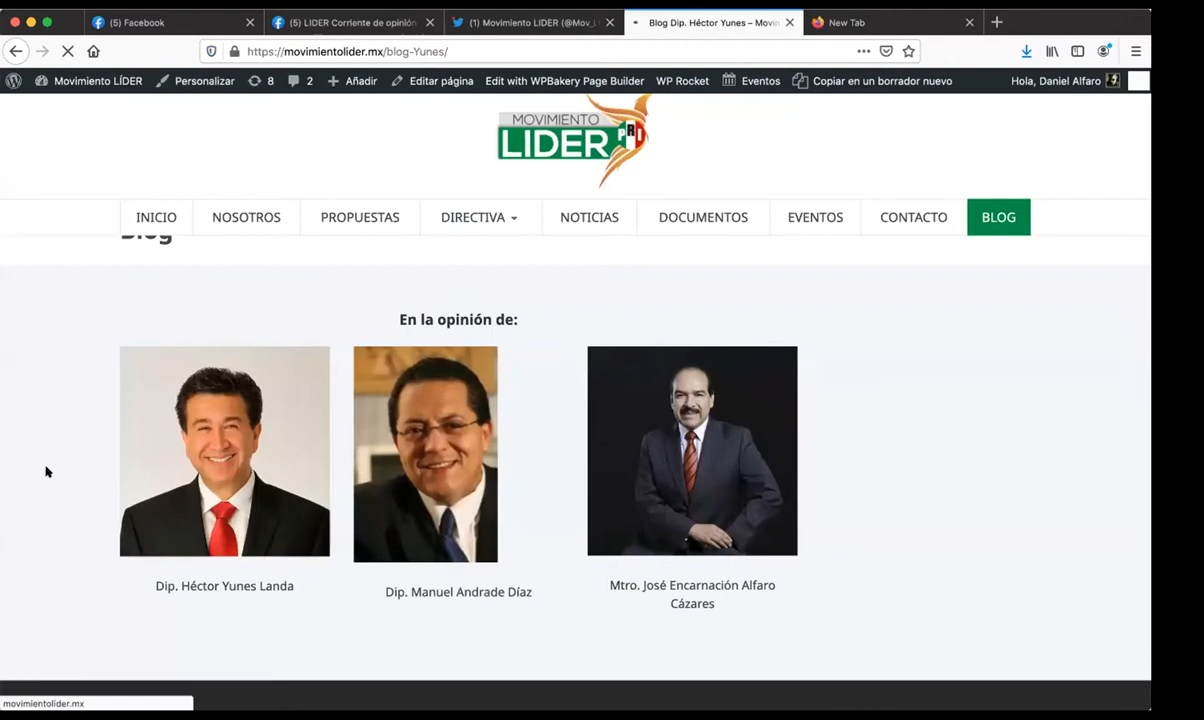 (5) Facebook
(5) LIDER Corriente de opinión
(1) Movimiento LIDER (@Mov_L
Blog Dip. Héctor Yunes – Movi
New Tab
https://movimientolider.mx/blog-Yunes/
Movimiento LÍDER
Personalizar
8
2
Añadir
Editar página
Edit with WPBakery Page Builder
WP Rocket
Eventos
Copiar en un borrador nuevo
Hola, Daniel Alfaro
MOVIMIENTO
LIDER
PRI
INICIO
NOSOTROS
PROPUESTAS
DIRECTIVA
NOTICIAS
DOCUMENTOS
EVENTOS
CONTACTO
BLOG
Blog
En la opinión de:
Dip. Héctor Yunes Landa
Dip. Manuel Andrade Díaz
Mtro. José Encarnación Alfaro
Cázares
movimientolider.mx